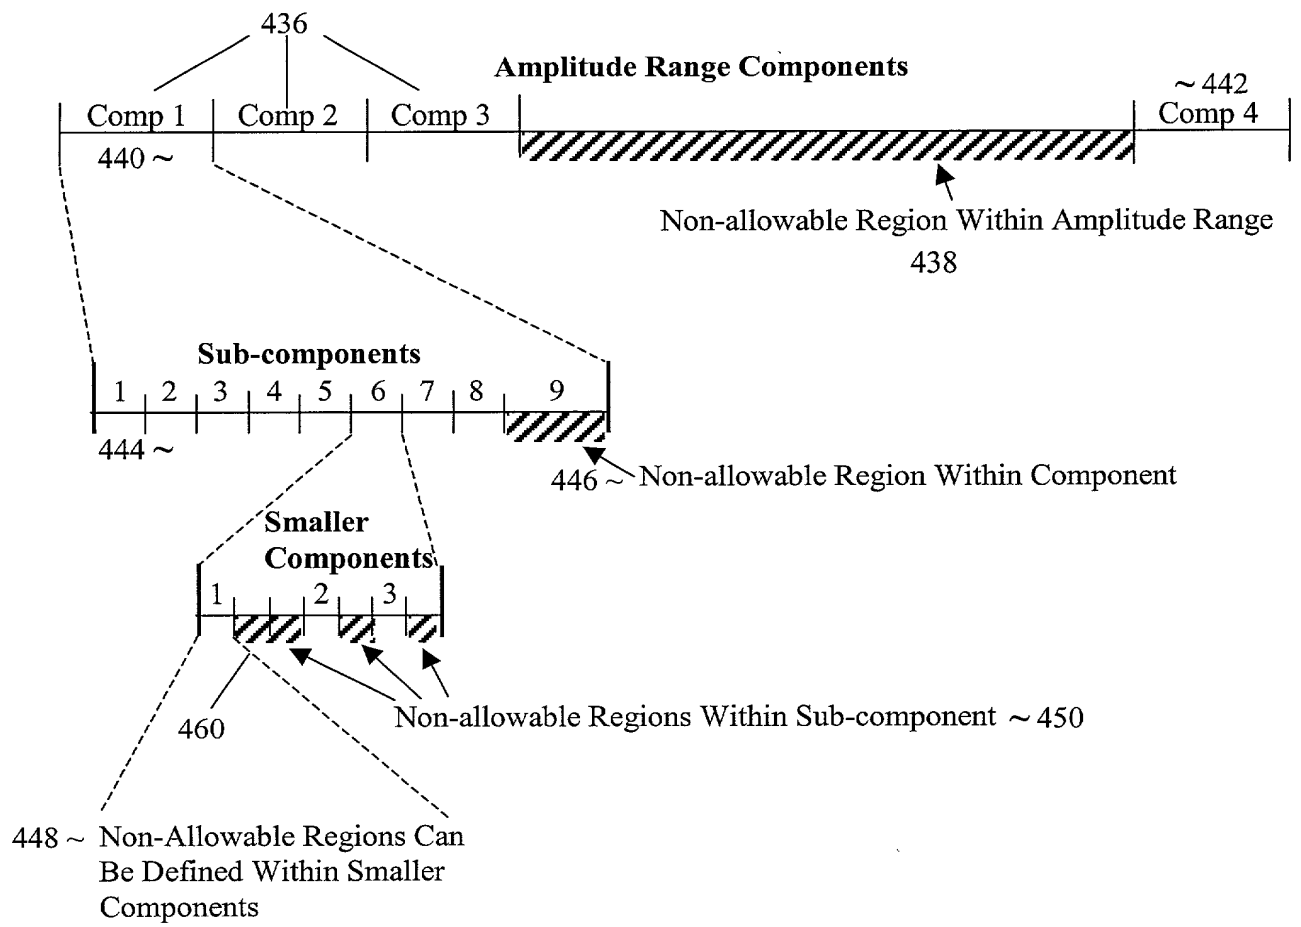 436
Amplitude Range Components
~ 442
Comp 1 Comp 2 Comp 3 Comp 4
440 ~
Non-allowable Region Within Amplitude Range
438
Sub-components
1 2 3 4 5 6 7 8 9
444 ~
446 ~ Non-allowable Region Within Component
Smaller
Components
1 2 3
460
Non-allowable Regions Within Sub-component ~ 450
448 ~ Non-Allowable Regions Can
Be Defined Within Smaller
Components